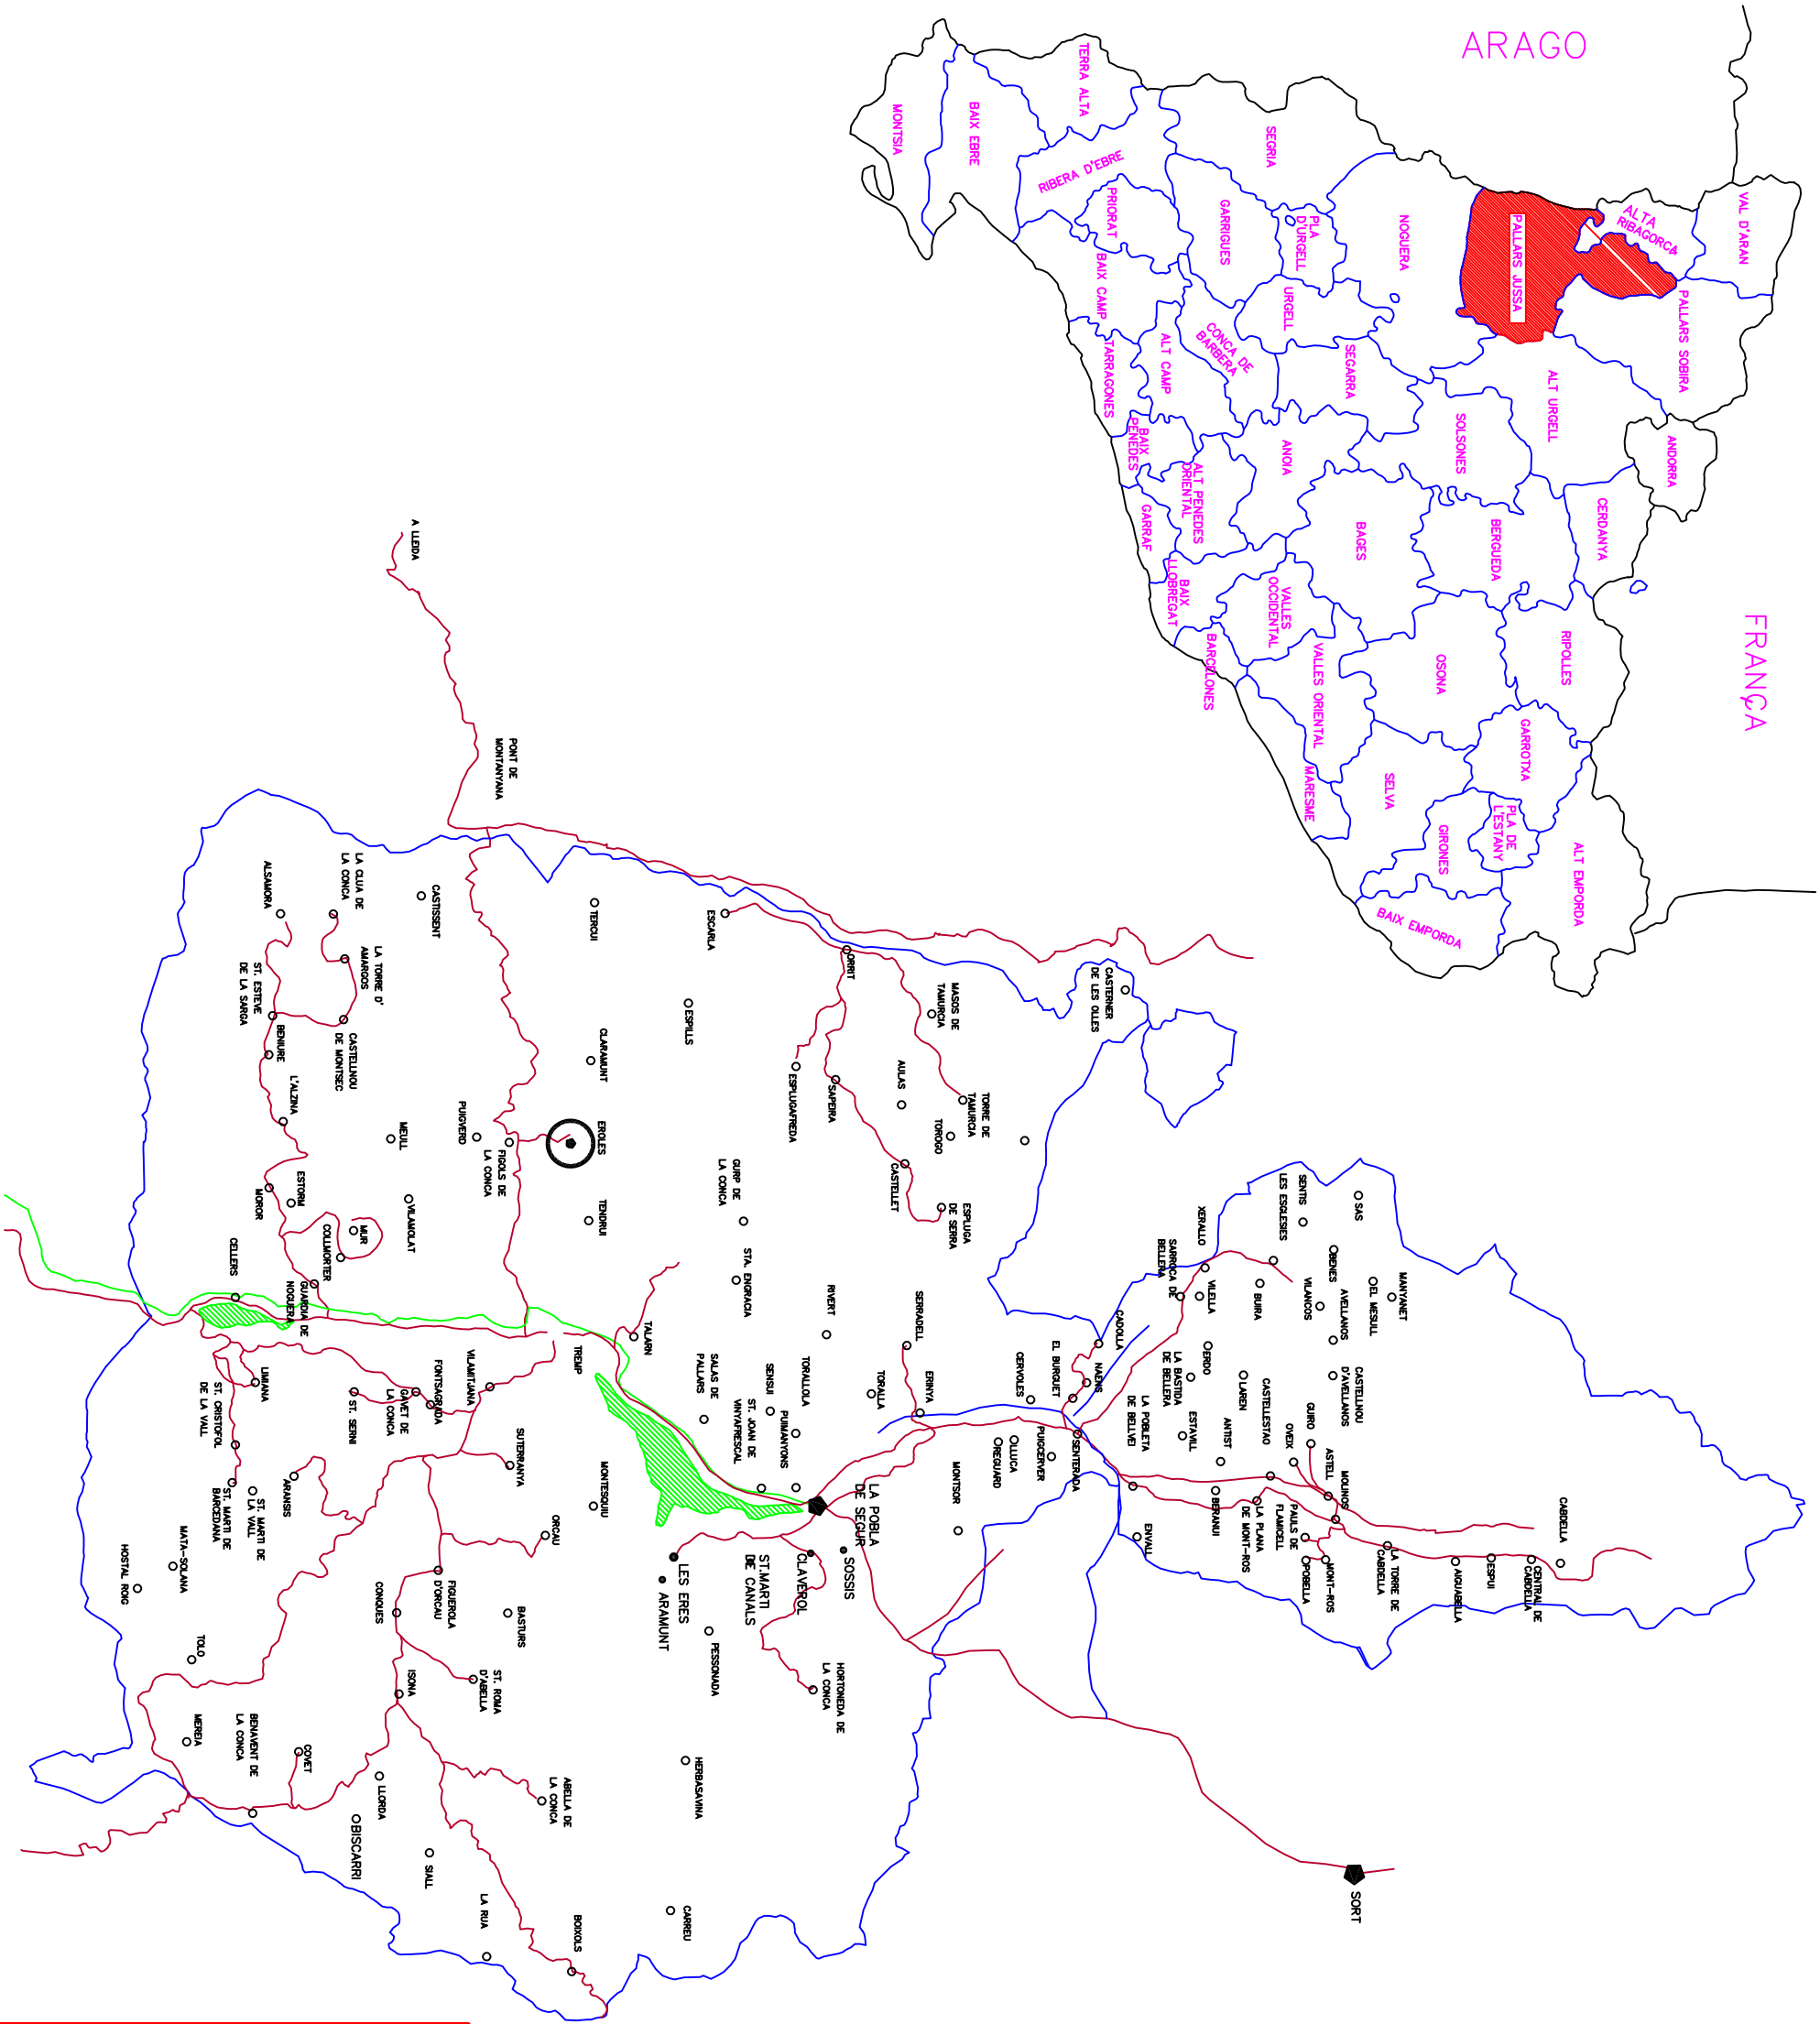 ARAGO
FRANÇA
VAL D'ARAN
ALTA
RIBAGORCA
PALLARS SOBIRA
PALLARS JUSSA
ALT URGELL
ANDORRA
CERDANYA
NOGUERA
SOLSONES
BERGUEDA
RIPOLLES
GARROTXA
ALT EMPORDA
PLA DE
L'ESTANY
GIRONES
BAIX EMPORDA
SELVA
OSONA
BAGES
SEGARRA
ANOIA
SEGRIA
PLA
D'URGELL
URGELL
GARRIGUES
CONCA DE
BARBERA
VALLES
OCCIDENTAL
VALLES ORIENTAL
MARESME
BARCELONES
BAIX
LLOBREGAT
ALT PENEDES
ORIENTAL
GARRAF
BAIX
PENEDES
ALT CAMP
TARRAGONES
BAIX CAMP
PRIORAT
RIBERA D'EBRE
TERRA ALTA
BAIX EBRE
MONTSIA
A LLEIDA
PONT DE
MONTANYANA
SORT
CABDELLA
CENTRAL DE
CABDELLA
ESPUI
AIGUABELLA
LA TORRE DE
CABDELLA
MONT-ROS
POBELLA
PAULS DE
FLAMICELL
MOLINOS
ASTELL
OVEIX
GUIRO
LA PLANA
DE MONT-ROS
CASTELLESTAO
BERANUI
ANTIST
ESTAVILL
LA POBLETA
DE BELLVEI
ENVALL
MANYANET
EL MESULL
SAS
BENES
AVELLANOS
CASTELLNOU
D'AVELLANOS
VILANCOS
SENTIS
LES ESGLESIES
BUIRA
LAREN
XERALLO
VILELLA
SARROCA DE
BELLERA
ERDO
LA BASTIDA
DE BELLERA
CADOLLA
NAENS
EL BURGUET
SENTERADA
CERVOLES
PUIGCERVER
LLUCA
REGUARD
MONTSOR
CASTERNER
DE LES OLLES
TORRE DE
TAMURCIA
MASOS DE
TAMURCIA
TOROGO
AULAS
ESPLUGA
DE SERRA
CASTELLET
ORRIT
SAPEIRA
ESPLUGAFREDA
ESCARLA
ESPILLS
TERCUI
CLARAMUNT
EROLES
TENDRUI
GURP DE
LA CONCA
STA. ENGRACIA
RIVERT
SERRADELL
ERINYA
TORALLA
TORALLOLA
PUIMANYONS
SENSUI
ST. JOAN DE
VINYAFRESCAL
SALAS DE
PALLARS
TALARN
TREMP
LA POBLA
DE SEGUR
SOSSIS
CLAVEROL
ST.MARTI
DE CANALS
LES ERES
ARAMUNT
PESSONADA
HORTONEDA DE
LA CONCA
HERBASAVINA
CARREU
BOIXOLS
LA RUA
SIALL
ABELLA DE
LA CONCA
ST. ROMA
D'ABELLA
BASTURS
MONTESQUIU
ORCAU
FIGUEROLA
D'ORCAU
CONQUES
ISONA
LLORDA
BISCARRI
COVET
BENAVENT DE
LA CONCA
MEREIA
TOLO
MATA-SOLANA
HOSTAL ROIG
SUTERRANYA
VILAMITJANA
FONTSAGRADA
GAVET DE
LA CONCA
ST. SERNI
ARANSIS
LIMIANA
ST. CRISTOFOL
DE LA VALL
ST. MARTI DE
LA VALL
ST. MARTI DE
BARCEDANA
CELLERS
GUARDIA DE
NOGUERA
COLLMORTER
MUR
ESTORM
MOROR
VILAMOLAT
MEULL
PUIGVERD
FIGOLS DE
LA CONCA
L'ALZINA
BENIURE
ST. ESTEVE
DE LA SARGA
CASTELLNOU
DE MONTSEC
LA TORRE D'
AMARGOS
LA CLUA DE
LA CONCA
CASTISSENT
ALSAMORA